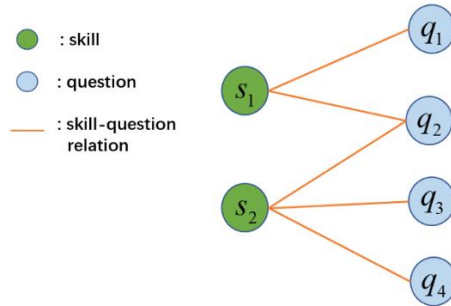 : skill
: question
: skill-question
relation
s₁
s₂
q₁
q₂
q₃
q₄